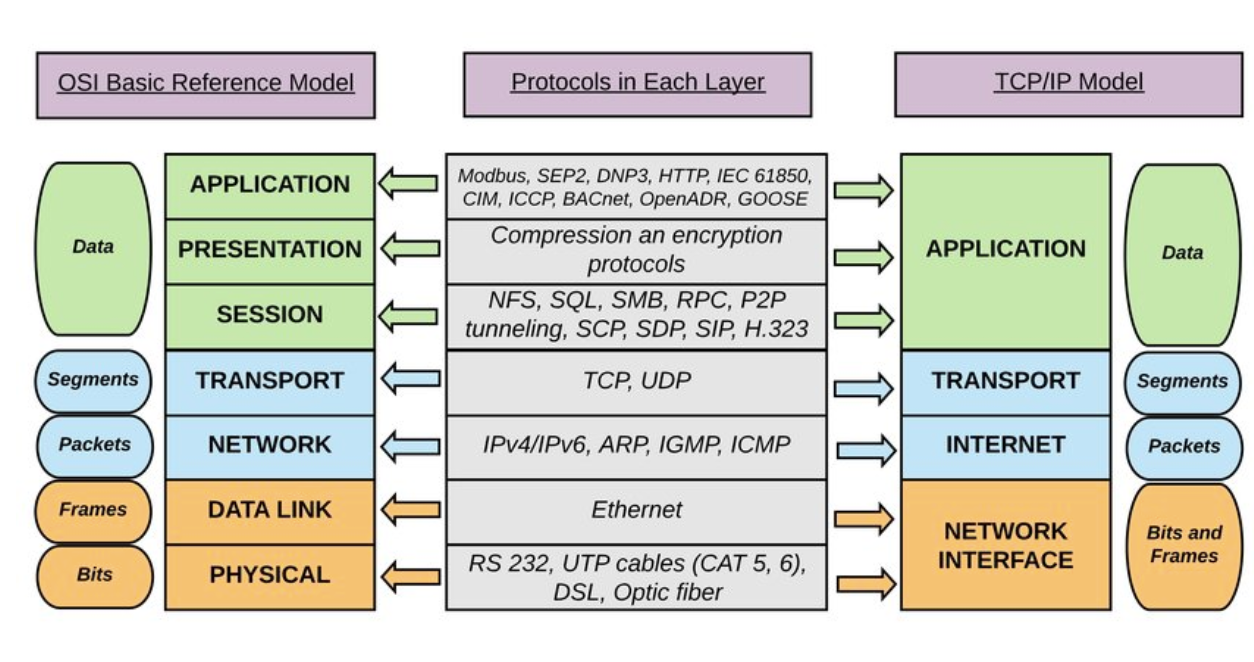 OSI Basic Reference Model
Protocols in Each Layer
TCP/IP Model
Data
APPLICATION
Modbus, SEP2, DNP3, HTTP, IEC 61850,
CIM, ICCP, BACnet, OpenADR, GOOSE
APPLICATION
Data
PRESENTATION
Compression an encryption
protocols
SESSION
NFS, SQL, SMB, RPC, P2P
tunneling, SCP, SDP, SIP, H.323
Segments
TRANSPORT
TCP, UDP
TRANSPORT
Segments
Packets
NETWORK
IPv4/IPv6, ARP, IGMP, ICMP
INTERNET
Packets
Frames
DATA LINK
Ethernet
NETWORK
INTERFACE
Bits and
Frames
Bits
PHYSICAL
RS 232, UTP cables (CAT 5, 6),
DSL, Optic fiber